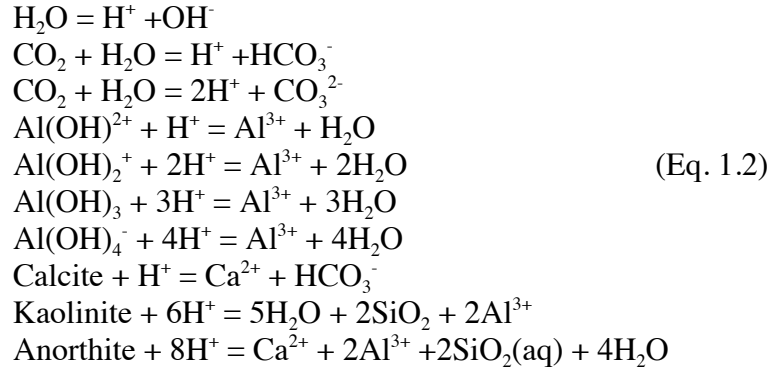 H₂O = H⁺ +OH⁻
CO₂ + H₂O = H⁺ +HCO₃⁻
CO₂ + H₂O = 2H⁺ + CO₃²⁻
Al(OH)²⁺ + H⁺ = Al³⁺ + H₂O
Al(OH)₂⁺ + 2H⁺ = Al³⁺ + 2H₂O (Eq. 1.2)
Al(OH)₃ + 3H⁺ = Al³⁺ + 3H₂O
Al(OH)₄⁻ + 4H⁺ = Al³⁺ + 4H₂O
Calcite + H⁺ = Ca²⁺ + HCO₃⁻
Kaolinite + 6H⁺ = 5H₂O + 2SiO₂ + 2Al³⁺
Anorthite + 8H⁺ = Ca²⁺ + 2Al³⁺ +2SiO₂(aq) + 4H₂O